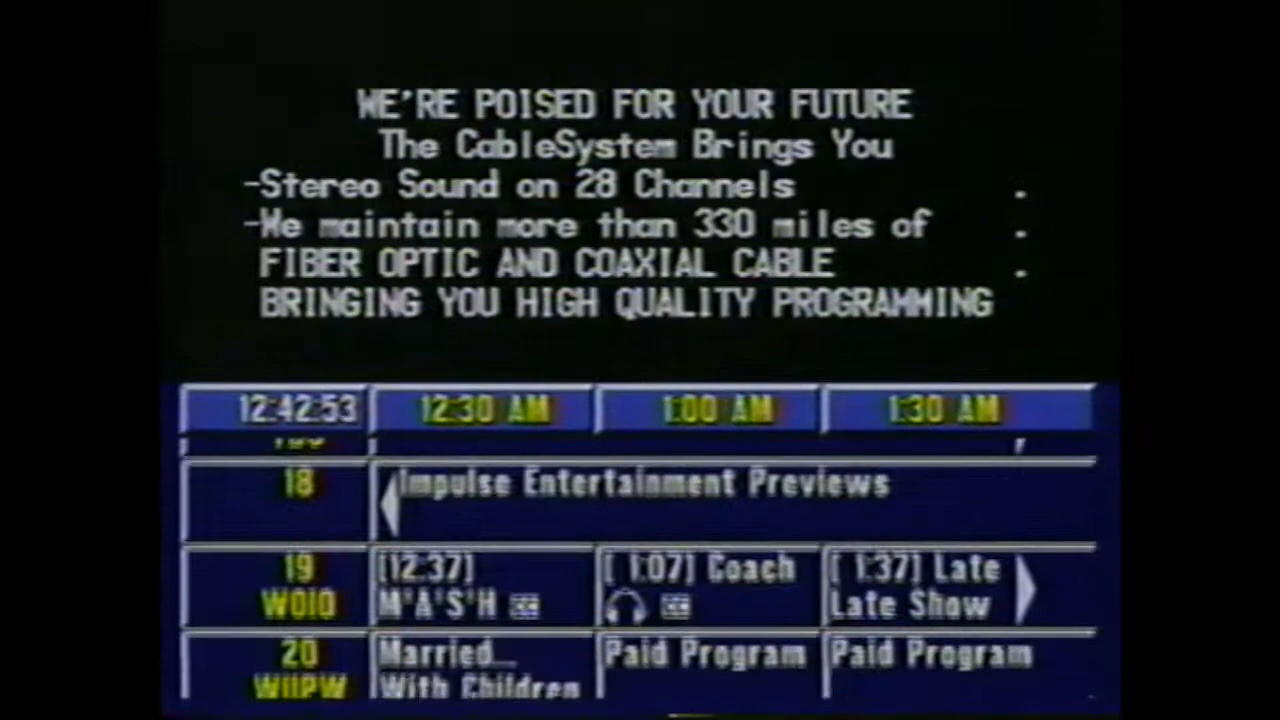 WE'RE POISED FOR YOUR FUTURE
The CableSystem Brings You
-Stereo Sound on 28 Channels .
-We maintain more than 330 miles of .
FIBER OPTIC AND COAXIAL CABLE .
BRINGING YOU HIGH QUALITY PROGRAMMING
12:42:53 12:30 AM 1:00 AM 1:30 AM
18 Impulse Entertainment Previews
19 [12:37] [ 1:07] Coach [ 1:37] Late
WOIO M*A*S*H CC CC Late Show
20 Married... Paid Program Paid Program
With Children